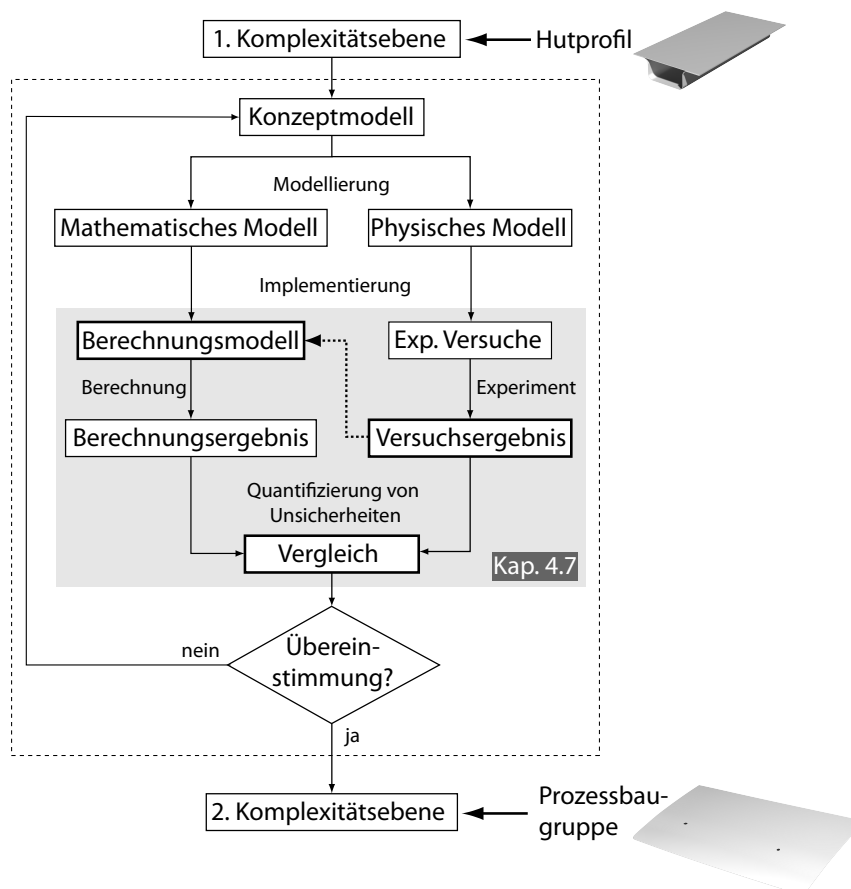 1. Komplexitätsebene
Hutprofil
Konzeptmodell
Modellierung
Mathematisches Modell
Physisches Modell
Implementierung
Berechnungsmodell
Exp. Versuche
Berechnung
Experiment
Berechnungsergebnis
Versuchsergebnis
Quantifizierung von
Unsicherheiten
Vergleich
Kap. 4.7
nein
Überein-
stimmung?
ja
2. Komplexitätsebene
Prozessbau-
gruppe